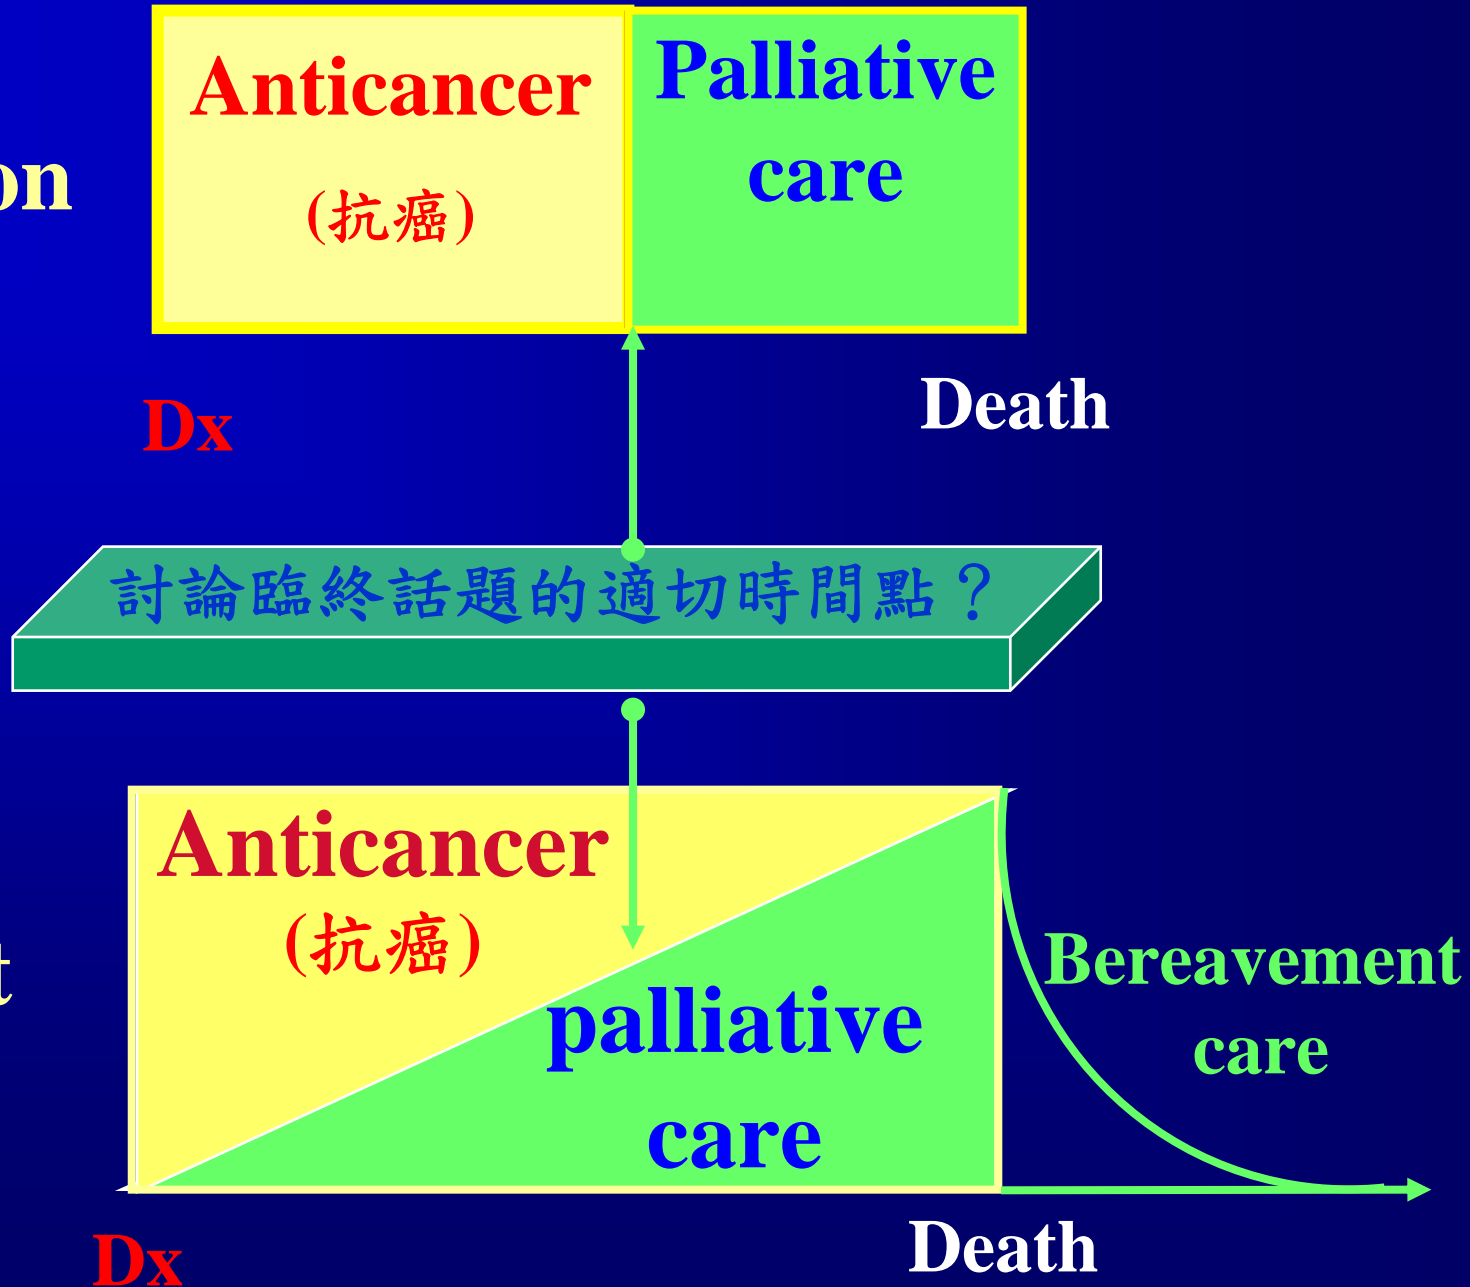 Anticancer
(抗癌)
Palliative
care
on
Dx
Death
討論臨終話題的適切時間點？
Anticancer
(抗癌)
palliative
care
t
Bereavement
care
Dx
Death